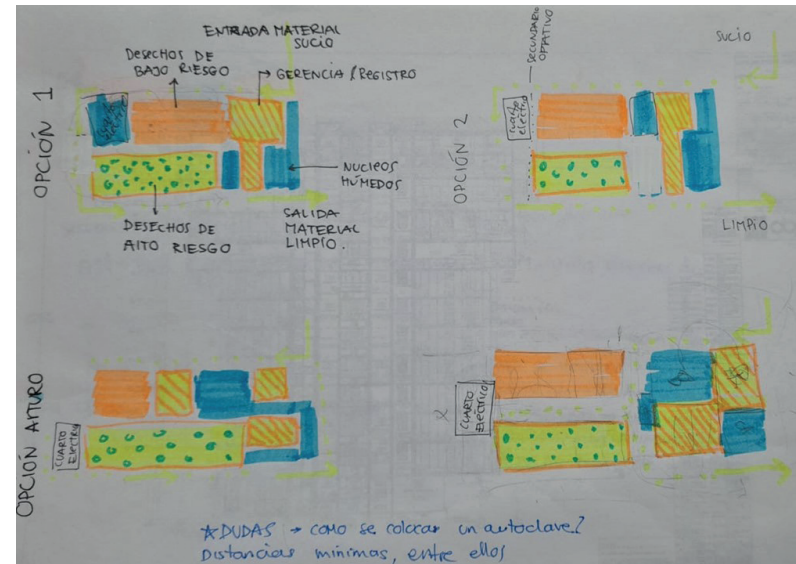 ENTRADA MATERIAL
SUCIO
DESECHOS DE
BAJO RIESGO
GERENCIA / REGISTRO
OPCIÓN 1
NUCLEOS
HÚMEDOS
DESECHOS DE
ALTO RIESGO
SALIDA
MATERIAL
LIMPIO.
SECUNDARIO
OPTATIVO
SUCIO
cuarto
electrico
OPCIÓN 2
LIMPIO
OPCIÓN ARTURO
CUARTO
ELECTRIC
CUARTO
Electrico
*DUDAS → COMO se colocar un autoclave?
Distancias minimas, entre ellos